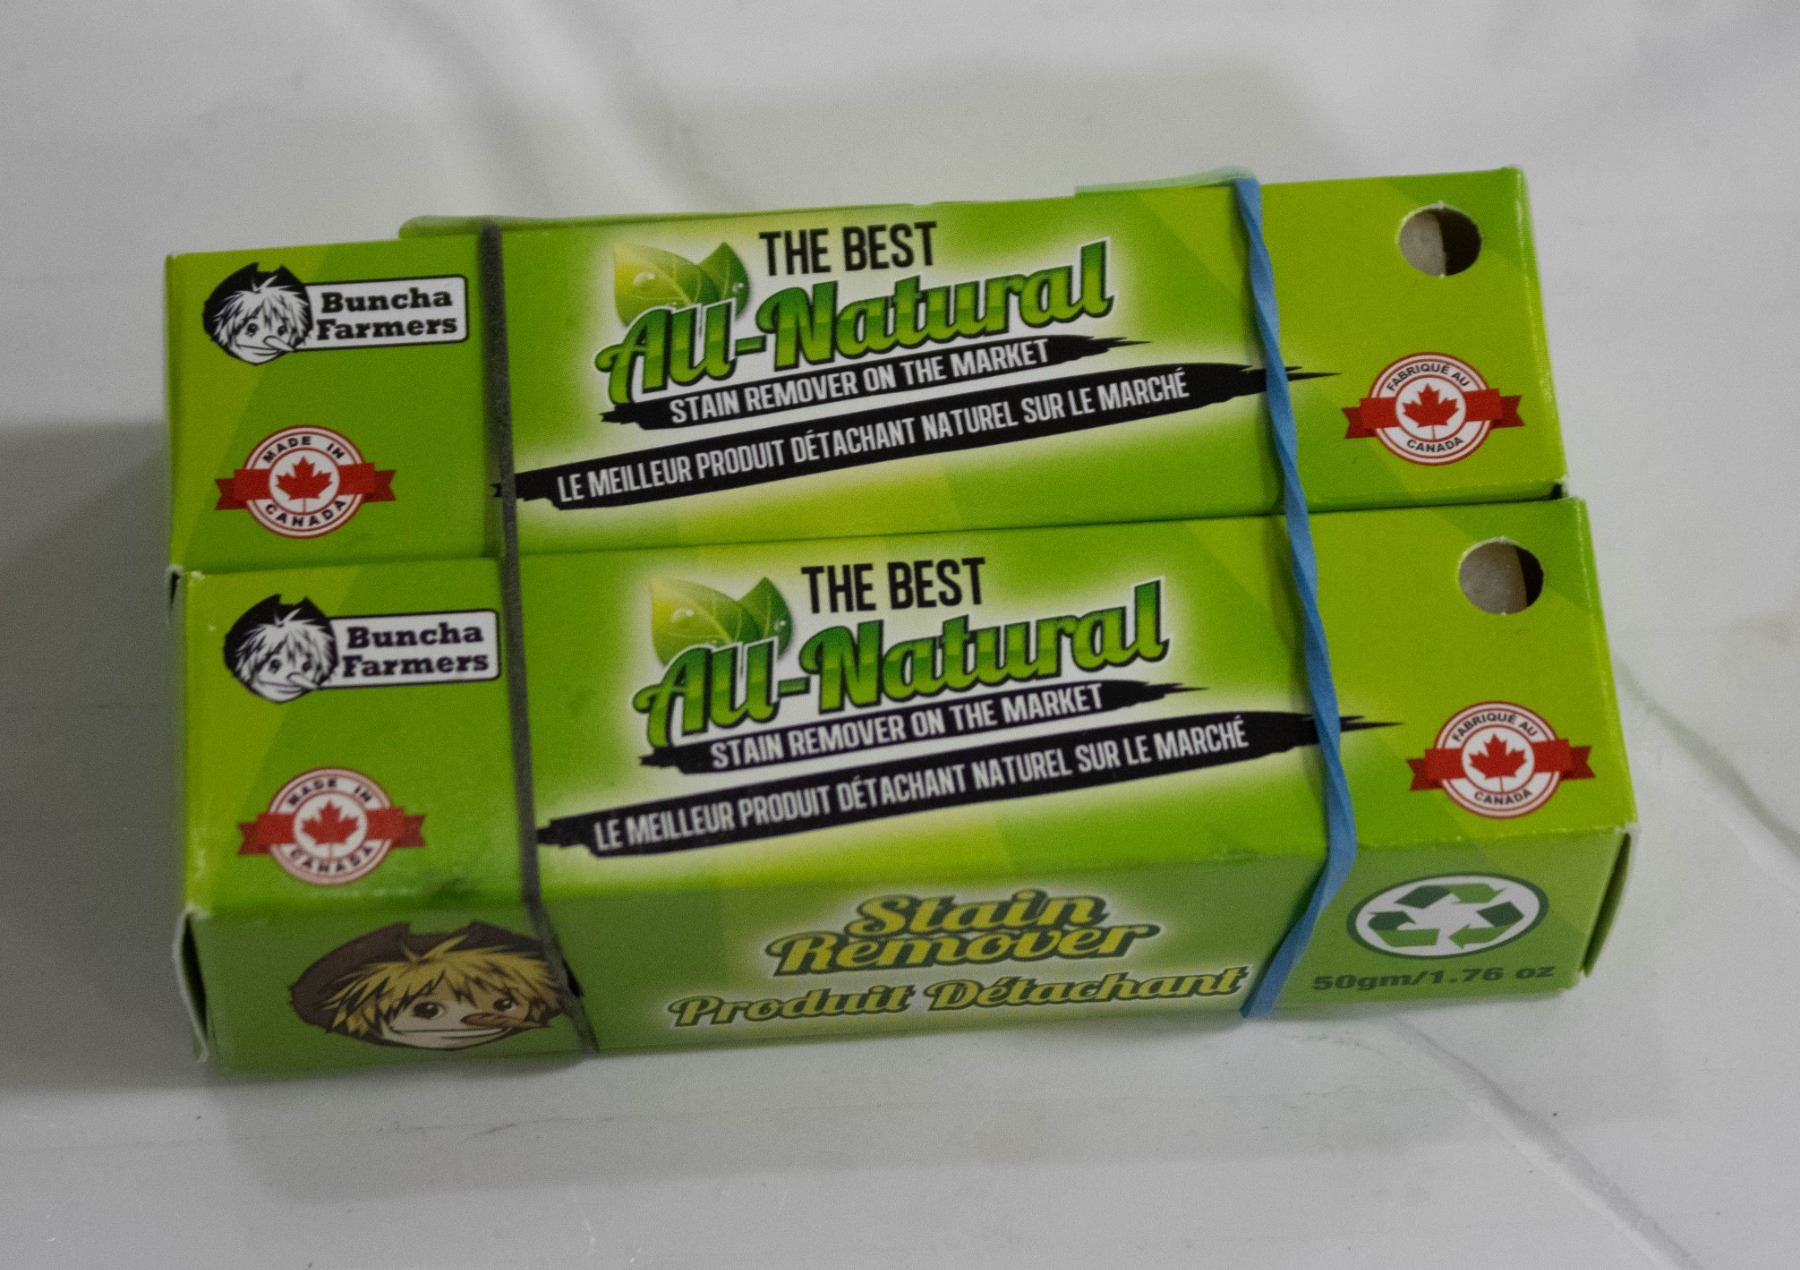 Buncha
Farmers
THE BEST
All-Natural
STAIN REMOVER ON THE MARKET
LE MEILLEUR PRODUIT DÉTACHANT NATUREL SUR LE MARCHÉ
MADE IN
CANADA
FABRIQUÉ AU
CANADA
Buncha
Farmers
THE BEST
All-Natural
STAIN REMOVER ON THE MARKET
LE MEILLEUR PRODUIT DÉTACHANT NATUREL SUR LE MARCHÉ
MADE IN
CANADA
FABRIQUÉ AU
CANADA
Stain
Remover
Produit Détachant
50gm/1.76 oz